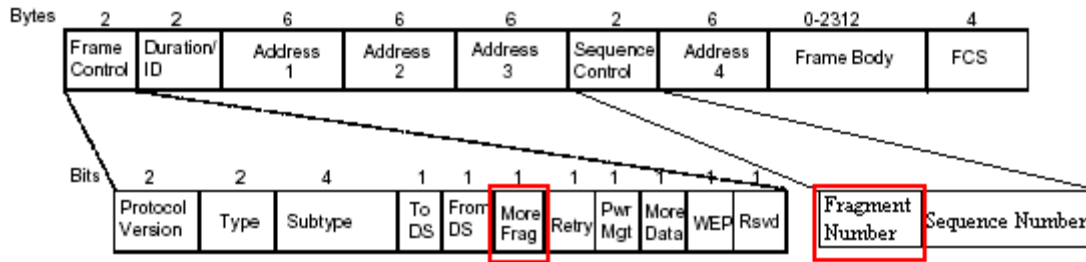 Bytes 2 2 6 6 6 2 6 0-2312 4
Frame Control Duration/ ID Address 1 Address 2 Address 3 Sequence Control Address 4 Frame Body FCS
Bits 2 2 4 1 1 1 1 1 1 1 1
Protocol Version Type Subtype To DS From DS More Frag Retry Pwr Mgt More Data WEP Rsvd Fragment Number Sequence Number